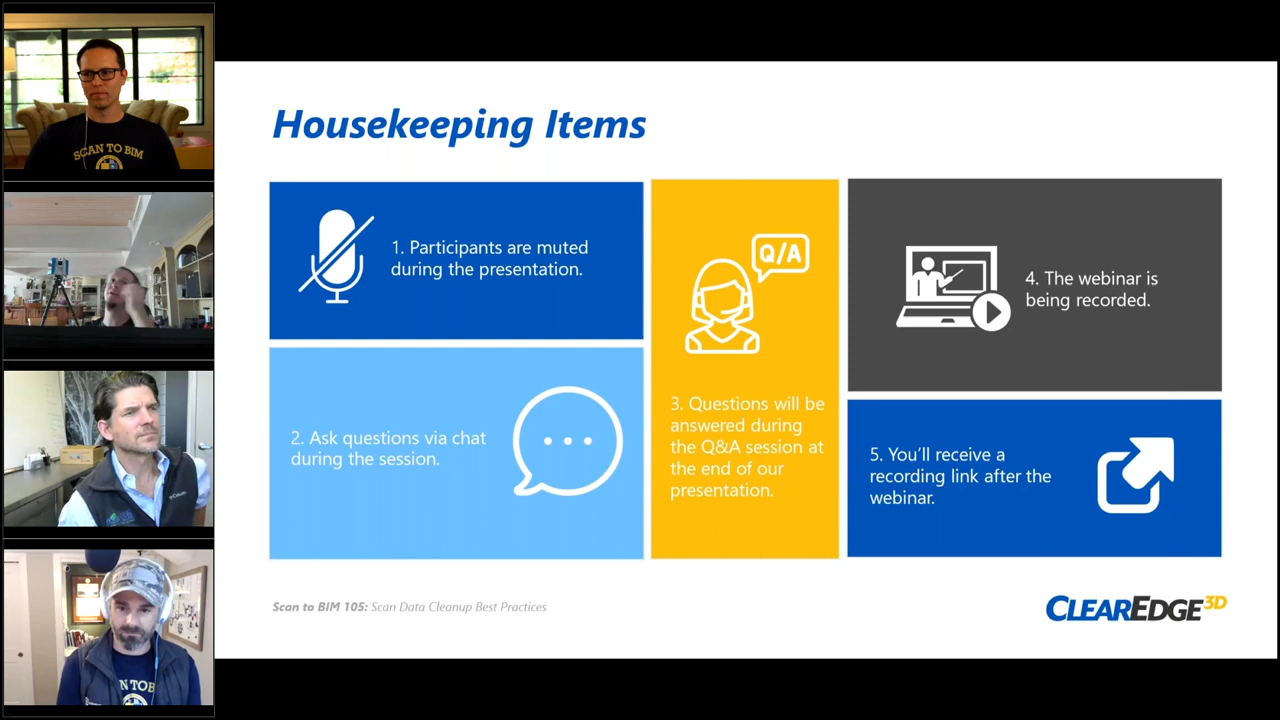 SCAN TO BIM
Housekeeping Items
1. Participants are muted
during the presentation.
2. Ask questions via chat
during the session.
Q/A
3. Questions will be
answered during
the Q&A session at
the end of our
presentation.
4. The webinar is
being recorded.
5. You'll receive a
recording link after the
webinar.
Scan to BIM 105: Scan Data Cleanup Best Practices
CLEAREDGE3D